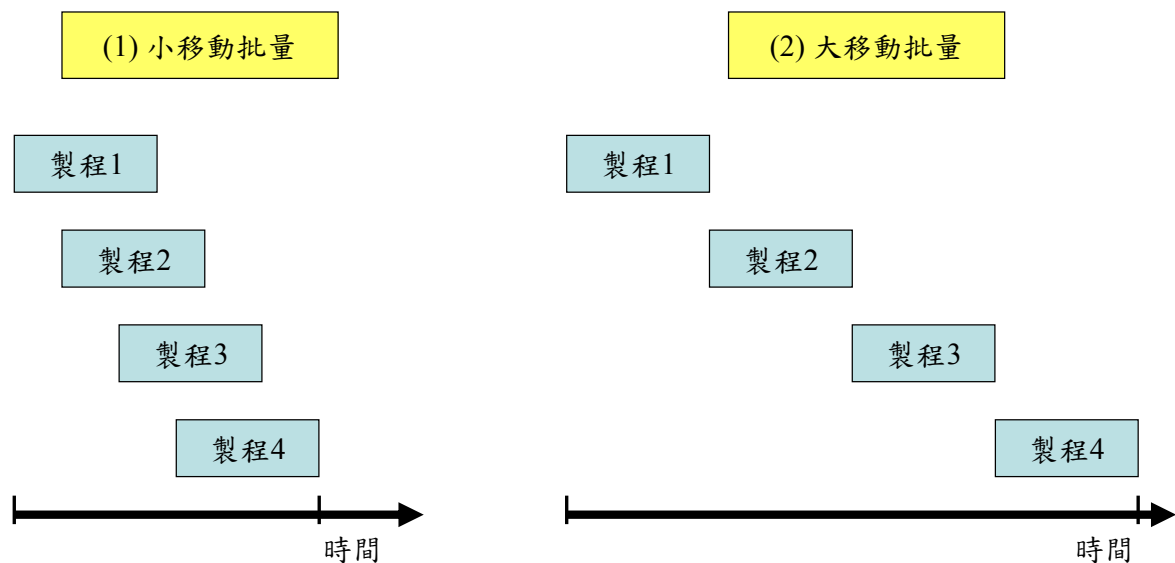 (1) 小移動批量
製程1
製程2
製程3
製程4
時間
(2) 大移動批量
製程1
製程2
製程3
製程4
時間